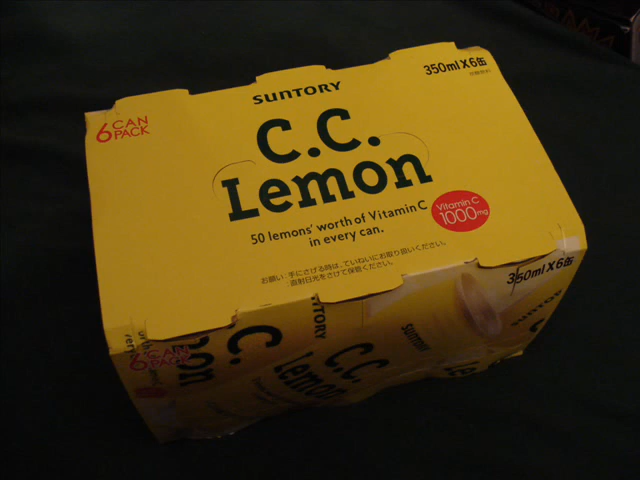 6 CAN PACK
SUNTORY
350ml×6缶
C.C.
Lemon
Vitamin C
1000mg
50 lemons' worth of Vitamin C
in every can.
お願い:手にさげる時は、ていねいにお取り扱いください。
直射日光をさけて保管ください。
350ml×6缶
6 CAN PACK
SUNTORY
C.C.
Lemon